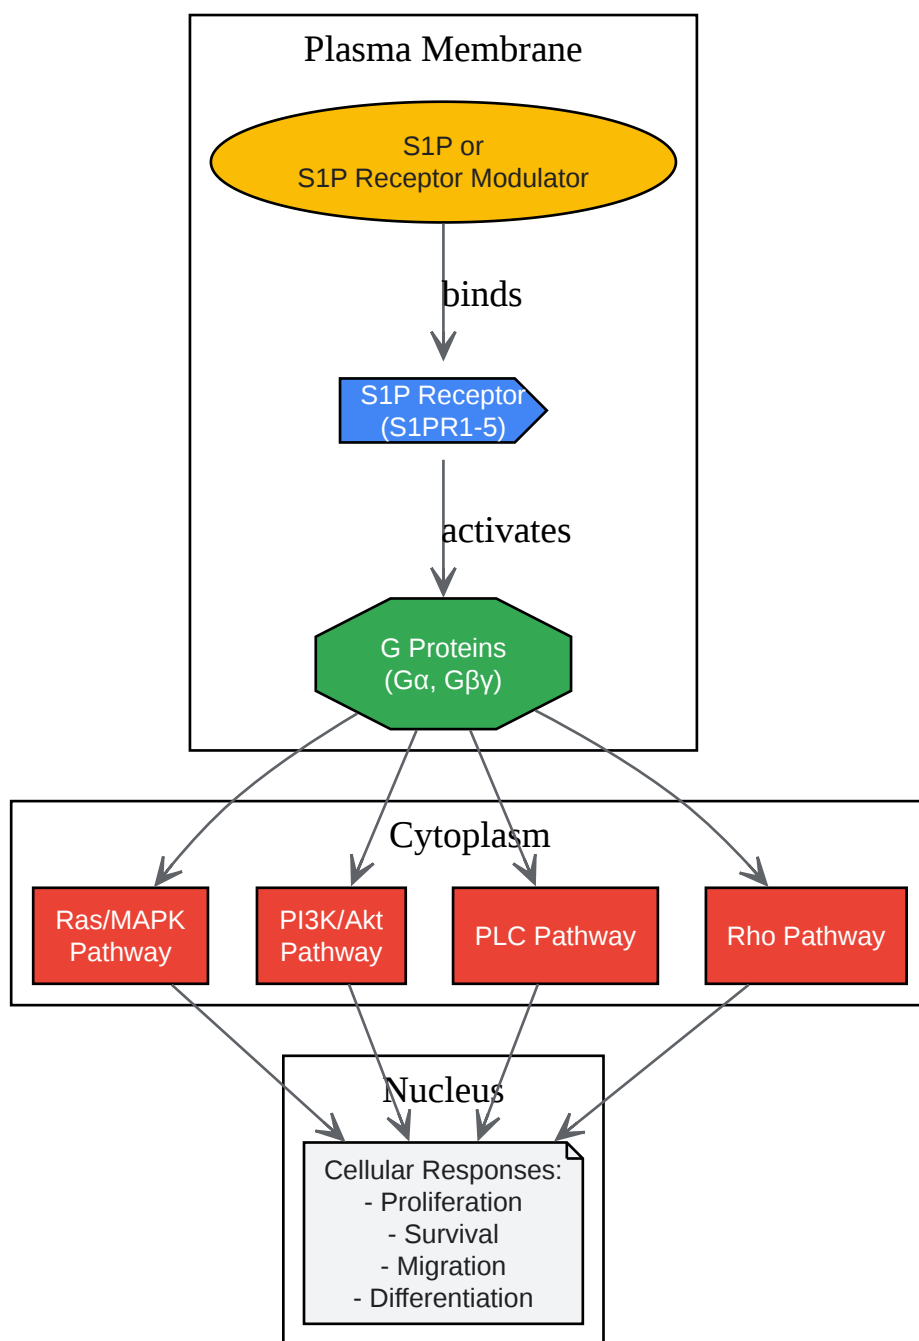 Plasma Membrane
S1P or
S1P Receptor Modulator
binds
S1P Receptor
(S1PR1-5)
activates
G Proteins
(Gα, Gβγ)
Cytoplasm
Ras/MAPK
Pathway
PI3K/Akt
Pathway
PLC Pathway
Rho Pathway
Nucleus
Cellular Responses:
- Proliferation
- Survival
- Migration
- Differentiation